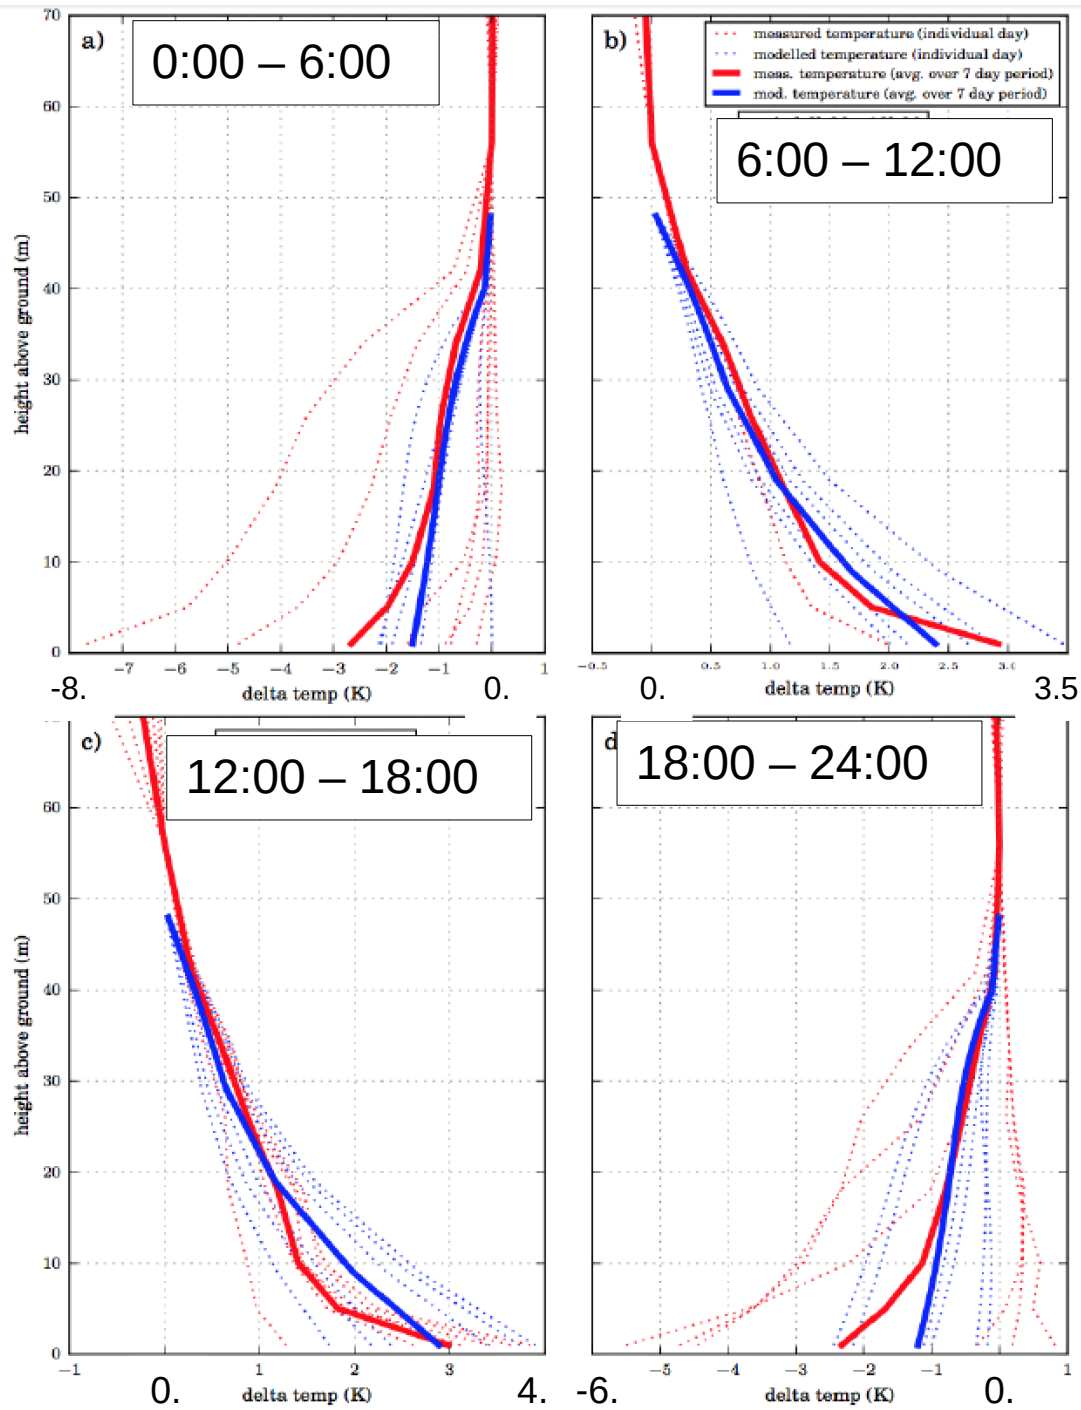 a)
0:00 – 6:00
70
60
50
40
30
20
10
0
height above ground (m)
−7 −6 −5 −4 −3 −2 −1 1
-8. 0.
delta temp (K)
b)
measured temperature (individual day)
modelled temperature (individual day)
meas. temperature (avg. over 7 day period)
mod. temperature (avg. over 7 day period)
6:00 – 12:00
−0.5 0.5 1.0 1.5 2.0 2.5 3.0
0. 3.5
delta temp (K)
c)
12:00 – 18:00
60
50
40
30
20
10
0
height above ground (m)
−1 1 2 3
0. 4.
delta temp (K)
d
18:00 – 24:00
−5 −4 −3 −2 −1 1
-6. 0.
delta temp (K)